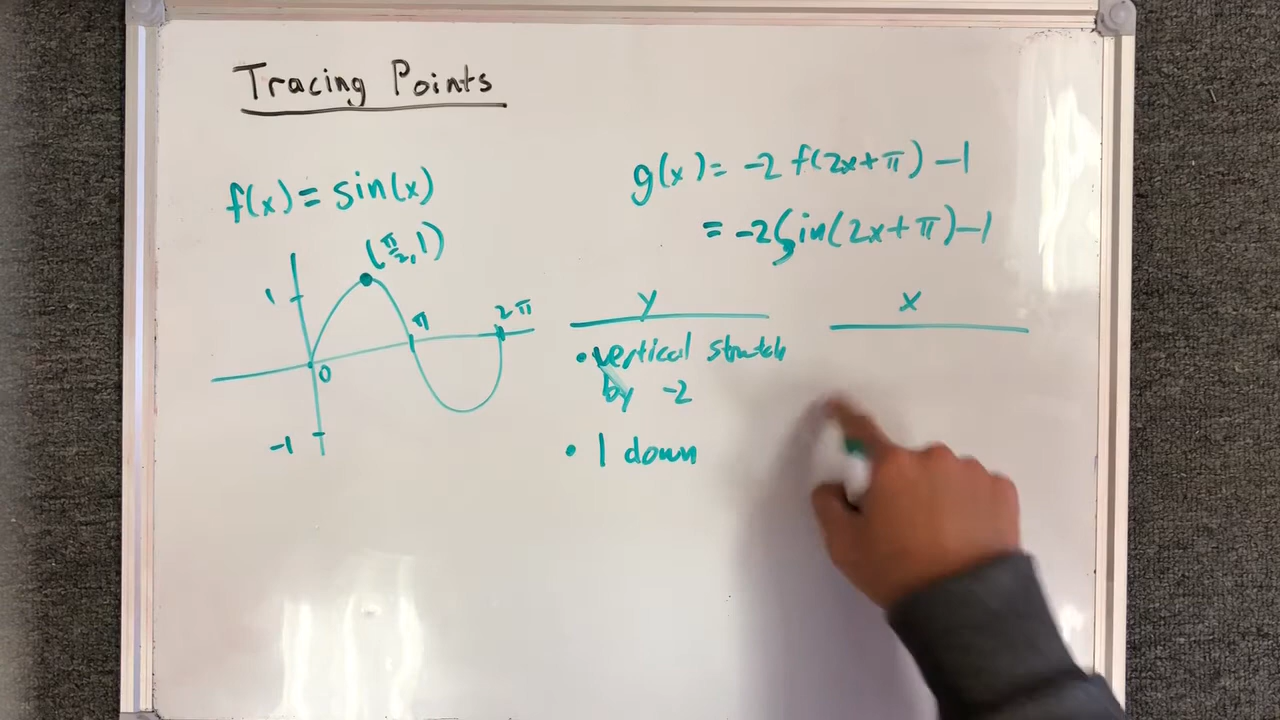 Tracing Points
f(x) = sin(x)
g(x) = -2 f(2x + π) - 1
= -2 sin(2x + π) - 1
(π/2, 1)
1
π
2π
0
-1
y
• vertical stretch
by -2
• 1 down
x